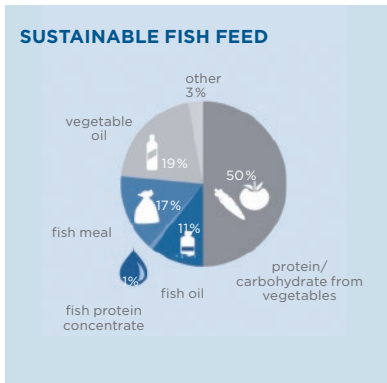 SUSTAINABLE FISH FEED
other
3%
vegetable
oil
19%
50%
17%
fish meal
11%
1%
fish oil
protein/
carbohydrate from
vegetables
fish protein
concentrate